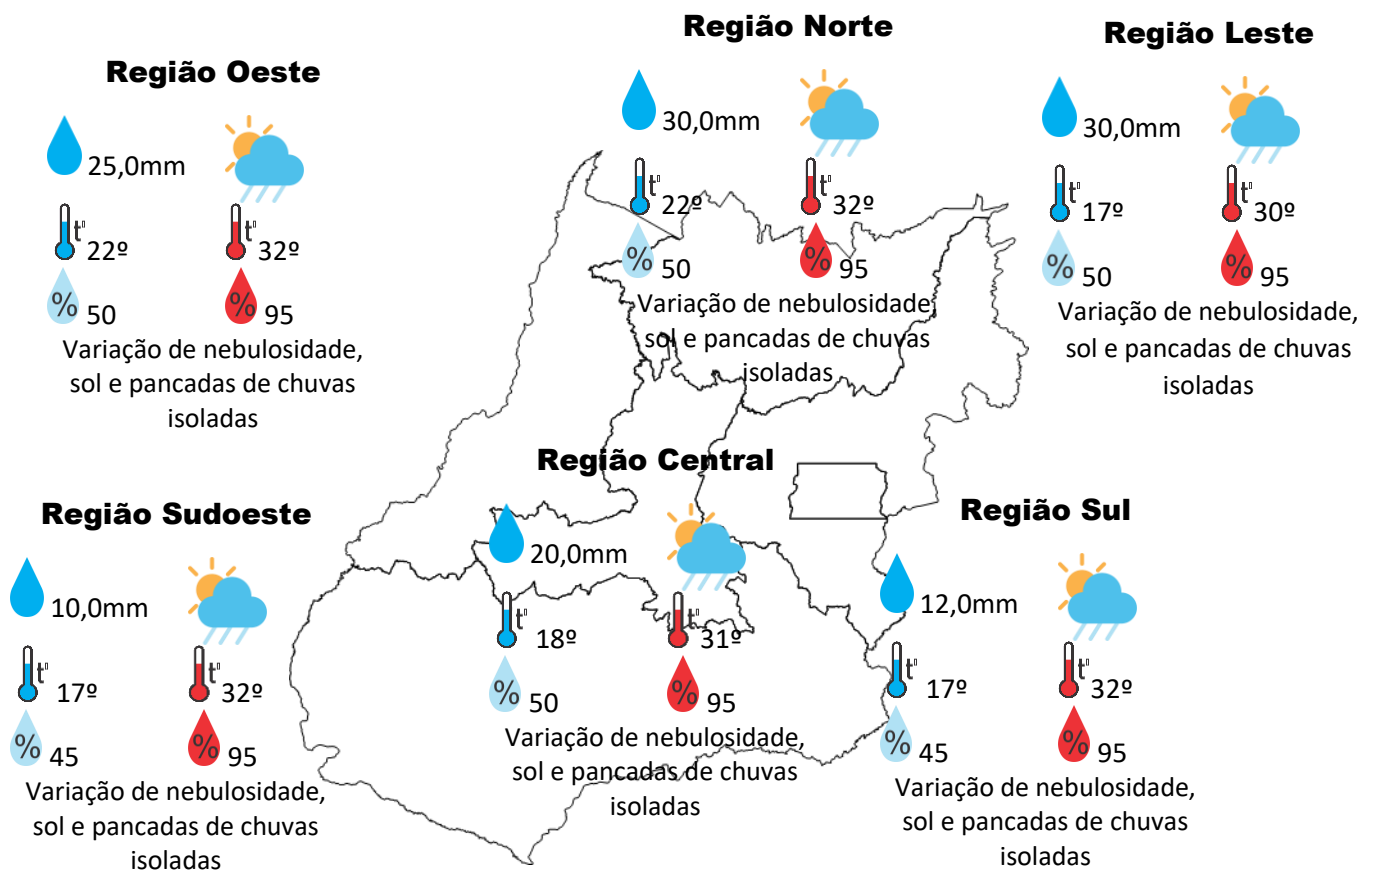 Região Norte
30,0mm
t°
22º
t°
32º
% 50
% 95
Variação de nebulosidade,
sol e pancadas de chuvas
isoladas
Região Leste
30,0mm
t°
17º
t°
30º
% 50
% 95
Variação de nebulosidade,
sol e pancadas de chuvas
isoladas
Região Oeste
25,0mm
t°
22º
t°
32º
% 50
% 95
Variação de nebulosidade,
sol e pancadas de chuvas
isoladas
Região Central
20,0mm
t°
18º
t°
31º
% 50
% 95
Variação de nebulosidade,
sol e pancadas de chuvas
isoladas
Região Sudoeste
10,0mm
t°
17º
t°
32º
% 45
% 95
Variação de nebulosidade,
sol e pancadas de chuvas
isoladas
Região Sul
12,0mm
t°
17º
t°
32º
% 45
% 95
Variação de nebulosidade,
sol e pancadas de chuvas
isoladas